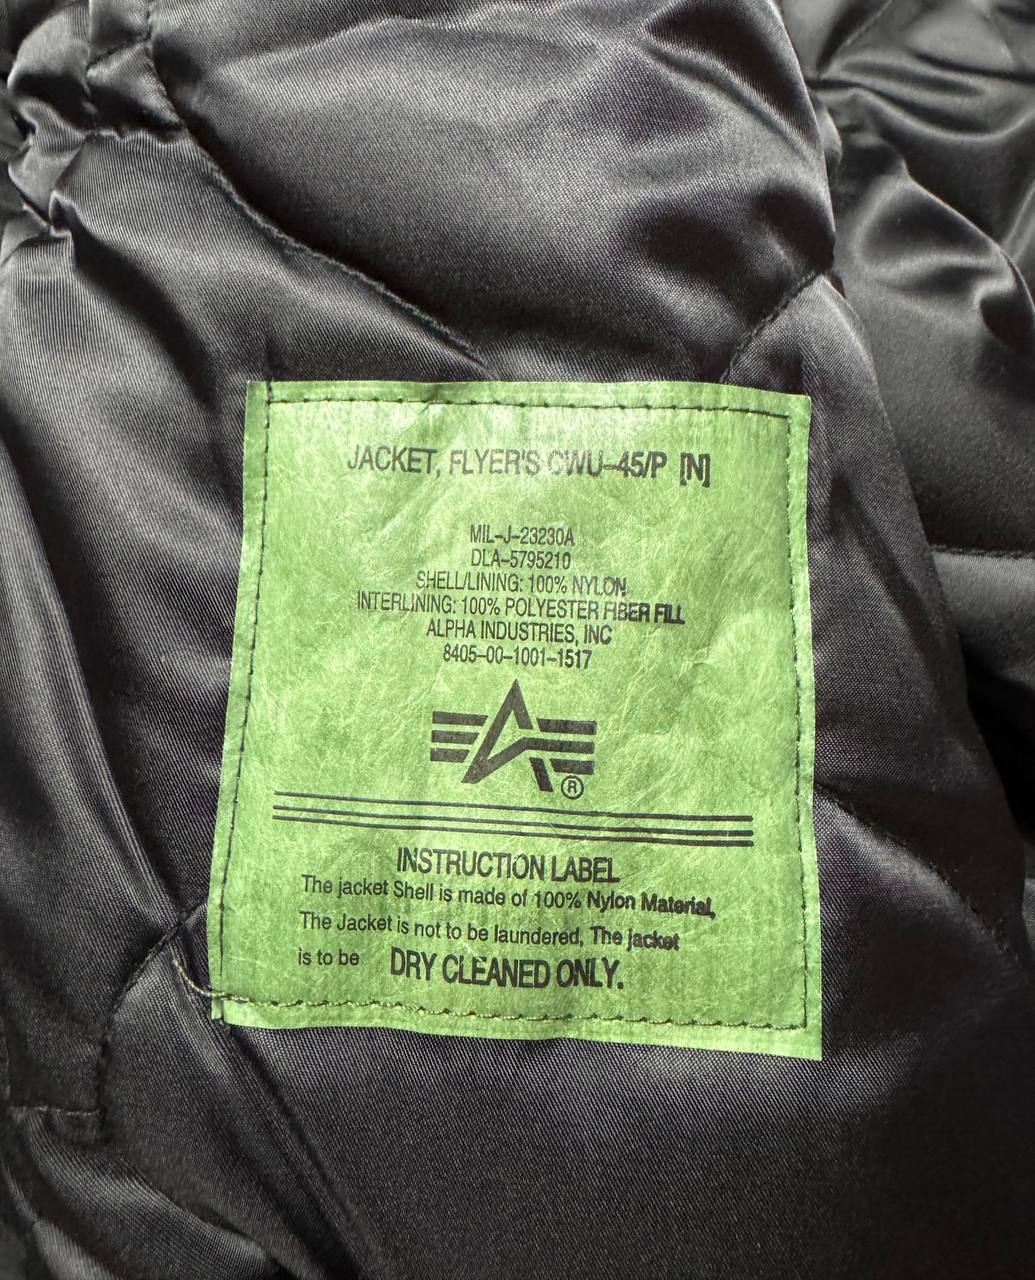 JACKET, FLYER'S CWU-45/P [N]
MIL-J-23230A
DLA-5795210
SHELL/LINING: 100% NYLON
INTERLINING: 100% POLYESTER FIBER FILL
ALPHA INDUSTRIES, INC
8405-00-1001-1517
®
INSTRUCTION LABEL
The jacket Shell is made of 100% Nylon Material,
The Jacket is not to be laundered, The jacket
is to be DRY CLEANED ONLY.